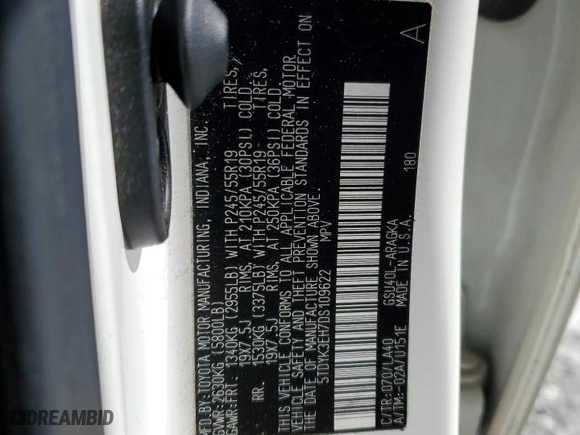 MFD.BY:TOYOTA MOTOR MANUFACTURING, INDIANA, INC.
GVWR:2630KG(5800LB)
GAWR:FRT. 1340KG (2955LB) WITH P245/55R19 TIRES,
19X7.5J RIMS, AT 210KPA (30PSI) COLD
RR. 1530KG (3375LB) WITH P245/55R19 TIRES,
19X7.5J RIMS, AT 250KPA (36PSI) COLD.
THIS VEHICLE CONFORMS TO ALL APPLICABLE FEDERAL MOTOR
VEHICLE SAFETY AND THEFT PREVENTION STANDARDS IN EFFECT ON
THE DATE OF MANUFACTURE SHOWN ABOVE.
5TDYK3EH7DS109622 MPV
A
180
C/TR:070/LA40 GSU40L-ARAGKA
A/TM:-02A/U151E MADE IN U.S.A.
DREAMBID